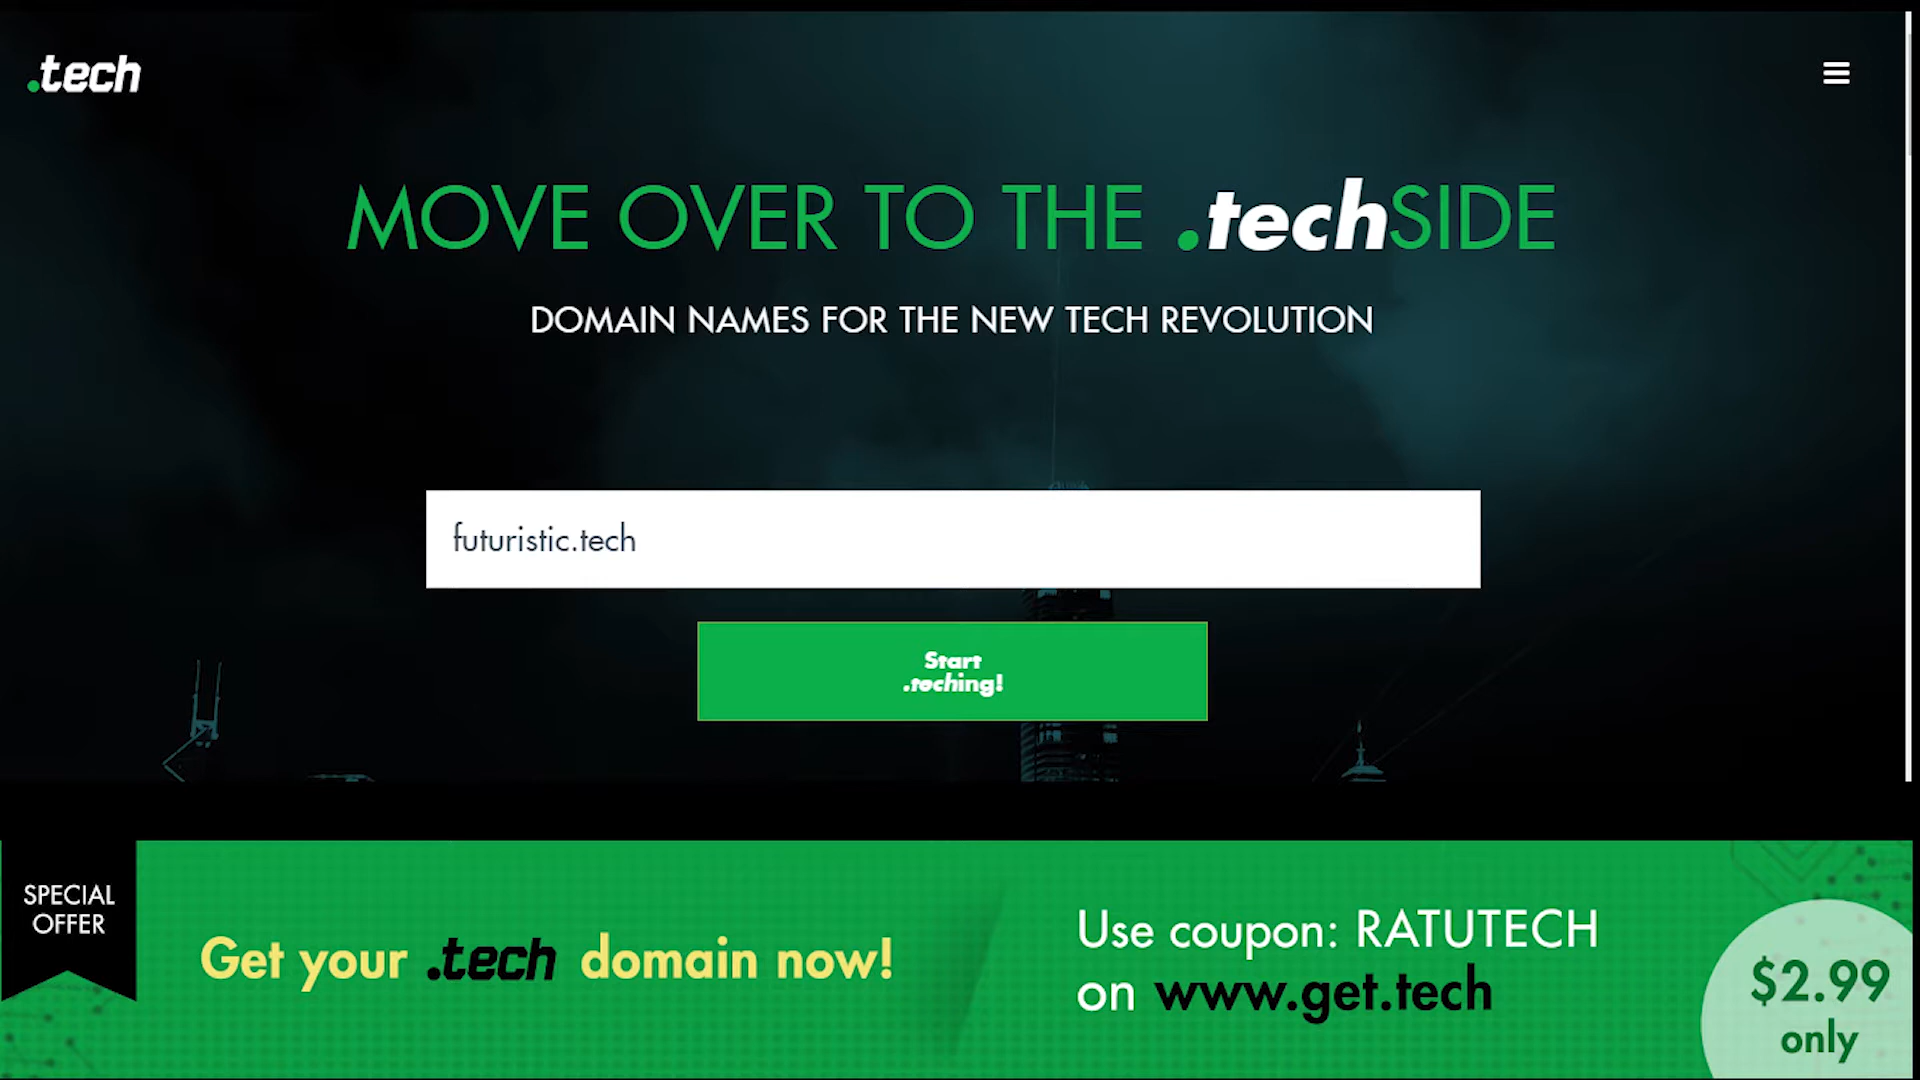 .tech
MOVE OVER TO THE .techSIDE
DOMAIN NAMES FOR THE NEW TECH REVOLUTION
futuristic.tech
Start
.teching!
SPECIAL
OFFER
Get your .tech domain now!
Use coupon: RATUTECH
on www.get.tech
$2.99
only